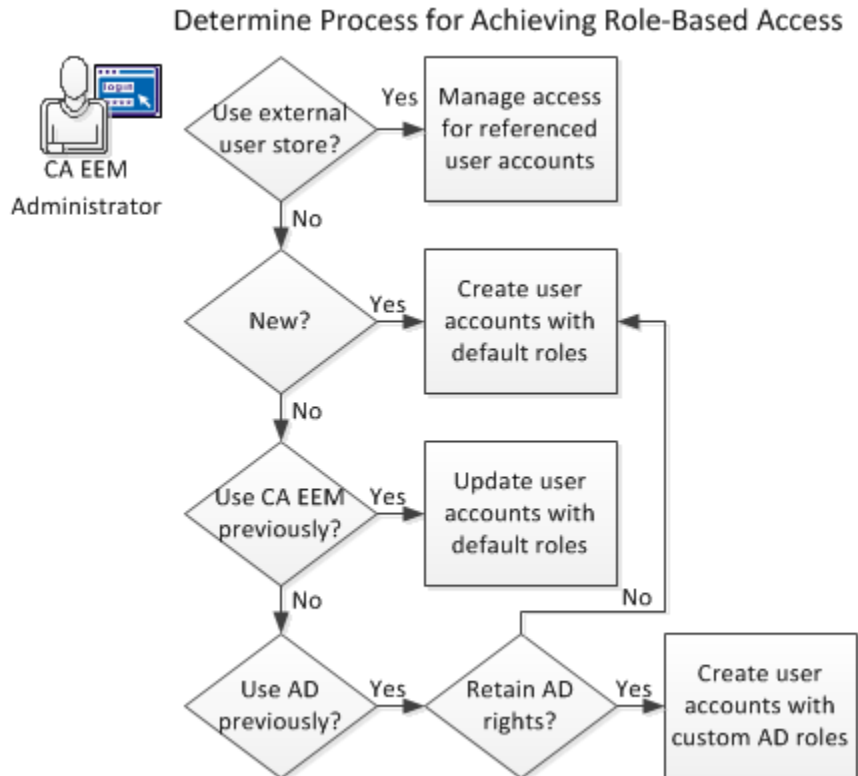 Determine Process for Achieving Role-Based Access
login
CA EEM
Administrator
Use external
user store?
Yes
Manage access
for referenced
user accounts
No
New?
Yes
Create user
accounts with
default roles
No
Use CA EEM
previously?
Yes
Update user
accounts with
default roles
No
No
Use AD
previously?
Yes
Retain AD
rights?
Yes
Create user
accounts with
custom AD roles